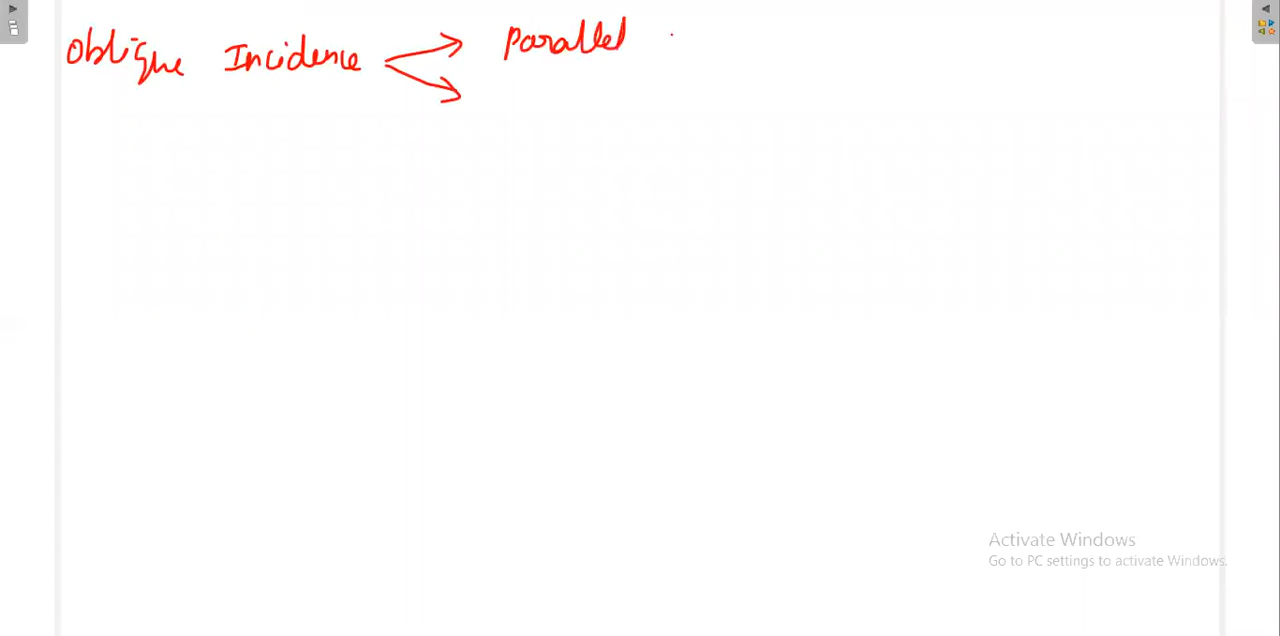 Oblique Incidence Parallel
Activate Windows
Go to PC settings to activate Windows.